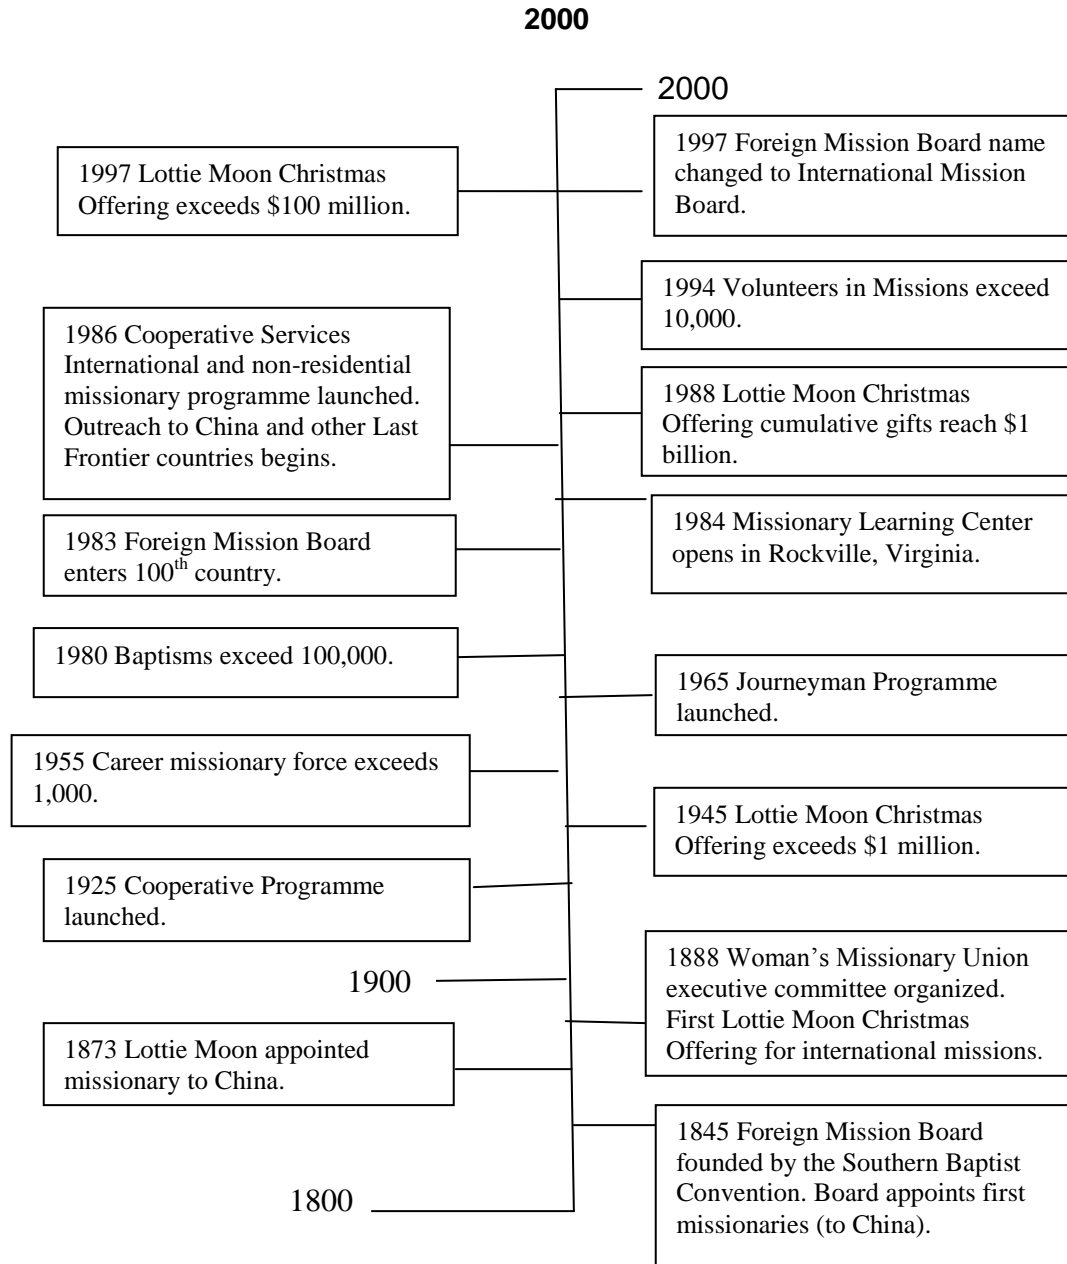 2000
2000
1997 Foreign Mission Board name
changed to International Mission
Board.
1997 Lottie Moon Christmas
Offering exceeds $100 million.
1994 Volunteers in Missions exceed
10,000.
1986 Cooperative Services
International and non-residential
missionary programme launched.
Outreach to China and other Last
Frontier countries begins.
1988 Lottie Moon Christmas
Offering cumulative gifts reach $1
billion.
1984 Missionary Learning Center
opens in Rockville, Virginia.
1983 Foreign Mission Board
enters 100th country.
1980 Baptisms exceed 100,000.
1965 Journeyman Programme
launched.
1955 Career missionary force exceeds
1,000.
1945 Lottie Moon Christmas
Offering exceeds $1 million.
1925 Cooperative Programme
launched.
1900
1888 Woman’s Missionary Union
executive committee organized.
First Lottie Moon Christmas
Offering for international missions.
1873 Lottie Moon appointed
missionary to China.
1845 Foreign Mission Board
founded by the Southern Baptist
Convention. Board appoints first
missionaries (to China).
1800